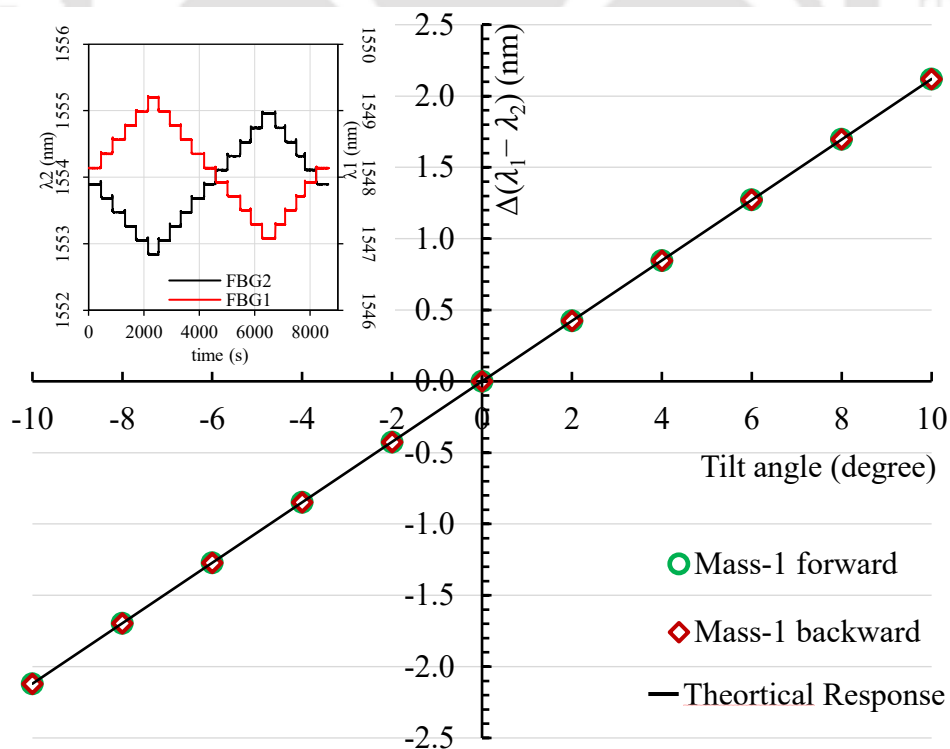 1556
1555
1554
1553
1552
λ2 (nm)
1550
1549
1548
1547
1546
λ1 (nm)
FBG2
FBG1
0 2000 4000 6000 8000
time (s)
2.5
2.0
1.5
1.0
0.5
0.0
-0.5
-1.0
-1.5
-2.0
-2.5
Δ(λ1 − λ2) (nm)
-10 -8 -6 -4 -2 0 2 4 6 8 10
Tilt angle (degree)
Mass-1 forward
Mass-1 backward
Theortical Response